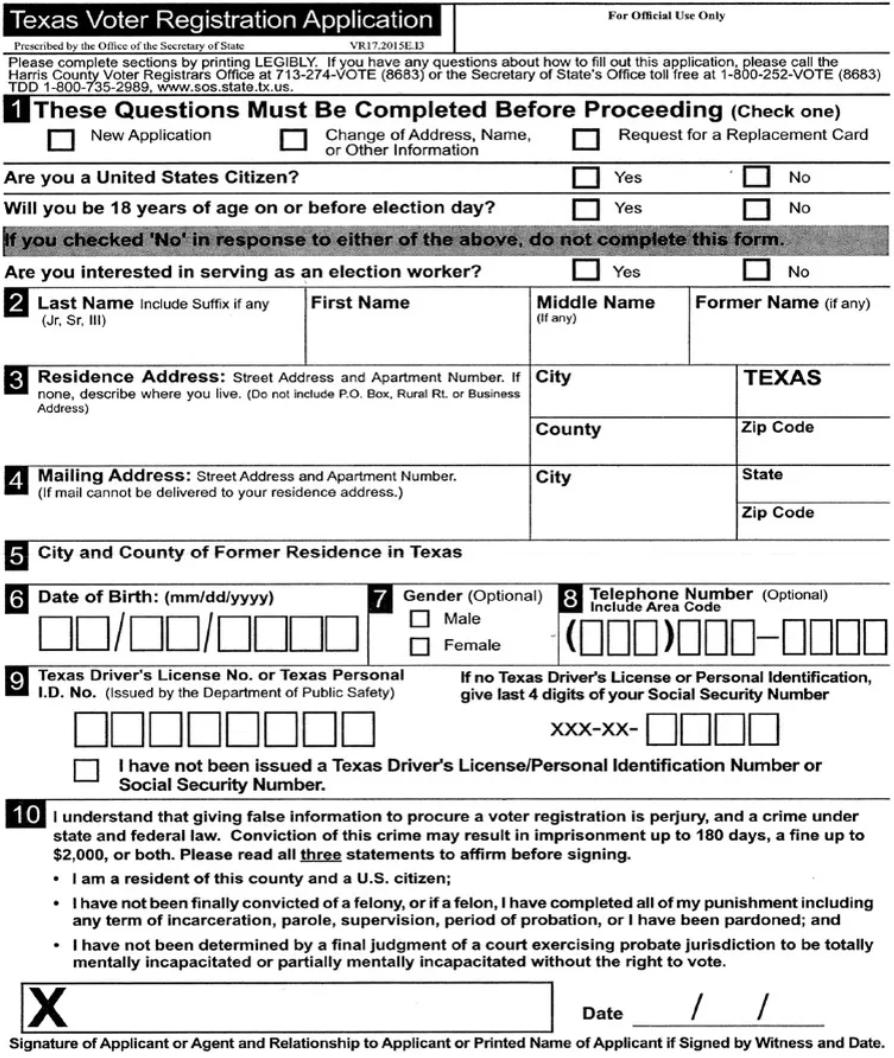 Texas Voter Registration Application
For Official Use Only
Prescribed by the Office of the Secretary of State VR17.2015E.I3
Please complete sections by printing LEGIBLY. If you have any questions about how to fill out this application, please call the
Harris County Voter Registrars Office at 713-274-VOTE (8683) or the Secretary of State's Office toll free at 1-800-252-VOTE (8683)
TDD 1-800-735-2989, www.sos.state.tx.us.
1 These Questions Must Be Completed Before Proceeding (Check one)
New Application Change of Address, Name, Request for a Replacement Card
or Other Information
Are you a United States Citizen? Yes No
Will you be 18 years of age on or before election day? Yes No
If you checked 'No' in response to either of the above, do not complete this form.
Are you interested in serving as an election worker? Yes No
2 Last Name Include Suffix if any First Name Middle Name Former Name (if any)
(Jr, Sr, III) (If any)
3 Residence Address: Street Address and Apartment Number. If City TEXAS
none, describe where you live. (Do not include P.O. Box, Rural Rt. or Business
Address)
County Zip Code
4 Mailing Address: Street Address and Apartment Number. City State
(If mail cannot be delivered to your residence address.)
Zip Code
5 City and County of Former Residence in Texas
6 Date of Birth: (mm/dd/yyyy) 7 Gender (Optional) 8 Telephone Number (Optional)
Include Area Code
Male
Female
9 Texas Driver's License No. or Texas Personal If no Texas Driver's License or Personal Identification,
I.D. No. (Issued by the Department of Public Safety) give last 4 digits of your Social Security Number
XXX-XX-
I have not been issued a Texas Driver's License/Personal Identification Number or
Social Security Number.
10 I understand that giving false information to procure a voter registration is perjury, and a crime under
state and federal law. Conviction of this crime may result in imprisonment up to 180 days, a fine up to
$2,000, or both. Please read all three statements to affirm before signing.
• I am a resident of this county and a U.S. citizen;
• I have not been finally convicted of a felony, or if a felon, I have completed all of my punishment including
any term of incarceration, parole, supervision, period of probation, or I have been pardoned; and
• I have not been determined by a final judgment of a court exercising probate jurisdiction to be totally
mentally incapacitated or partially mentally incapacitated without the right to vote.
X Date / /
Signature of Applicant or Agent and Relationship to Applicant or Printed Name of Applicant if Signed by Witness and Date.